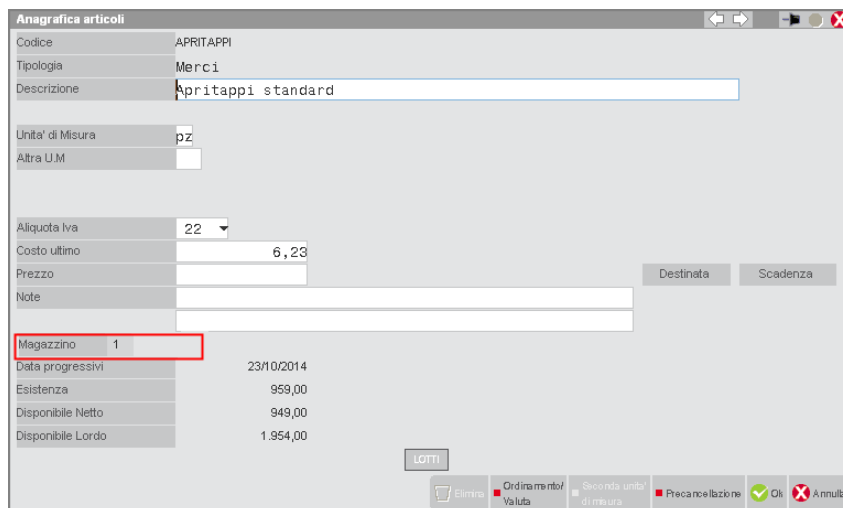 Anagrafica articoli
Codice APRITAPPI
Tipologia Merci
Descrizione Apritappi standard
Unita' di Misura pz
Altra U.M
Aliquota Iva 22
Costo ultimo 6,23
Prezzo Destinata Scadenza
Note
Magazzino 1
Data progressivi 23/10/2014
Esistenza 959,00
Disponibile Netto 949,00
Disponibile Lordo 1.954,00
LOTTI
Elimina Ordinamento/ Valuta Seconda unita' di misura Precancellazione Ok Annulla